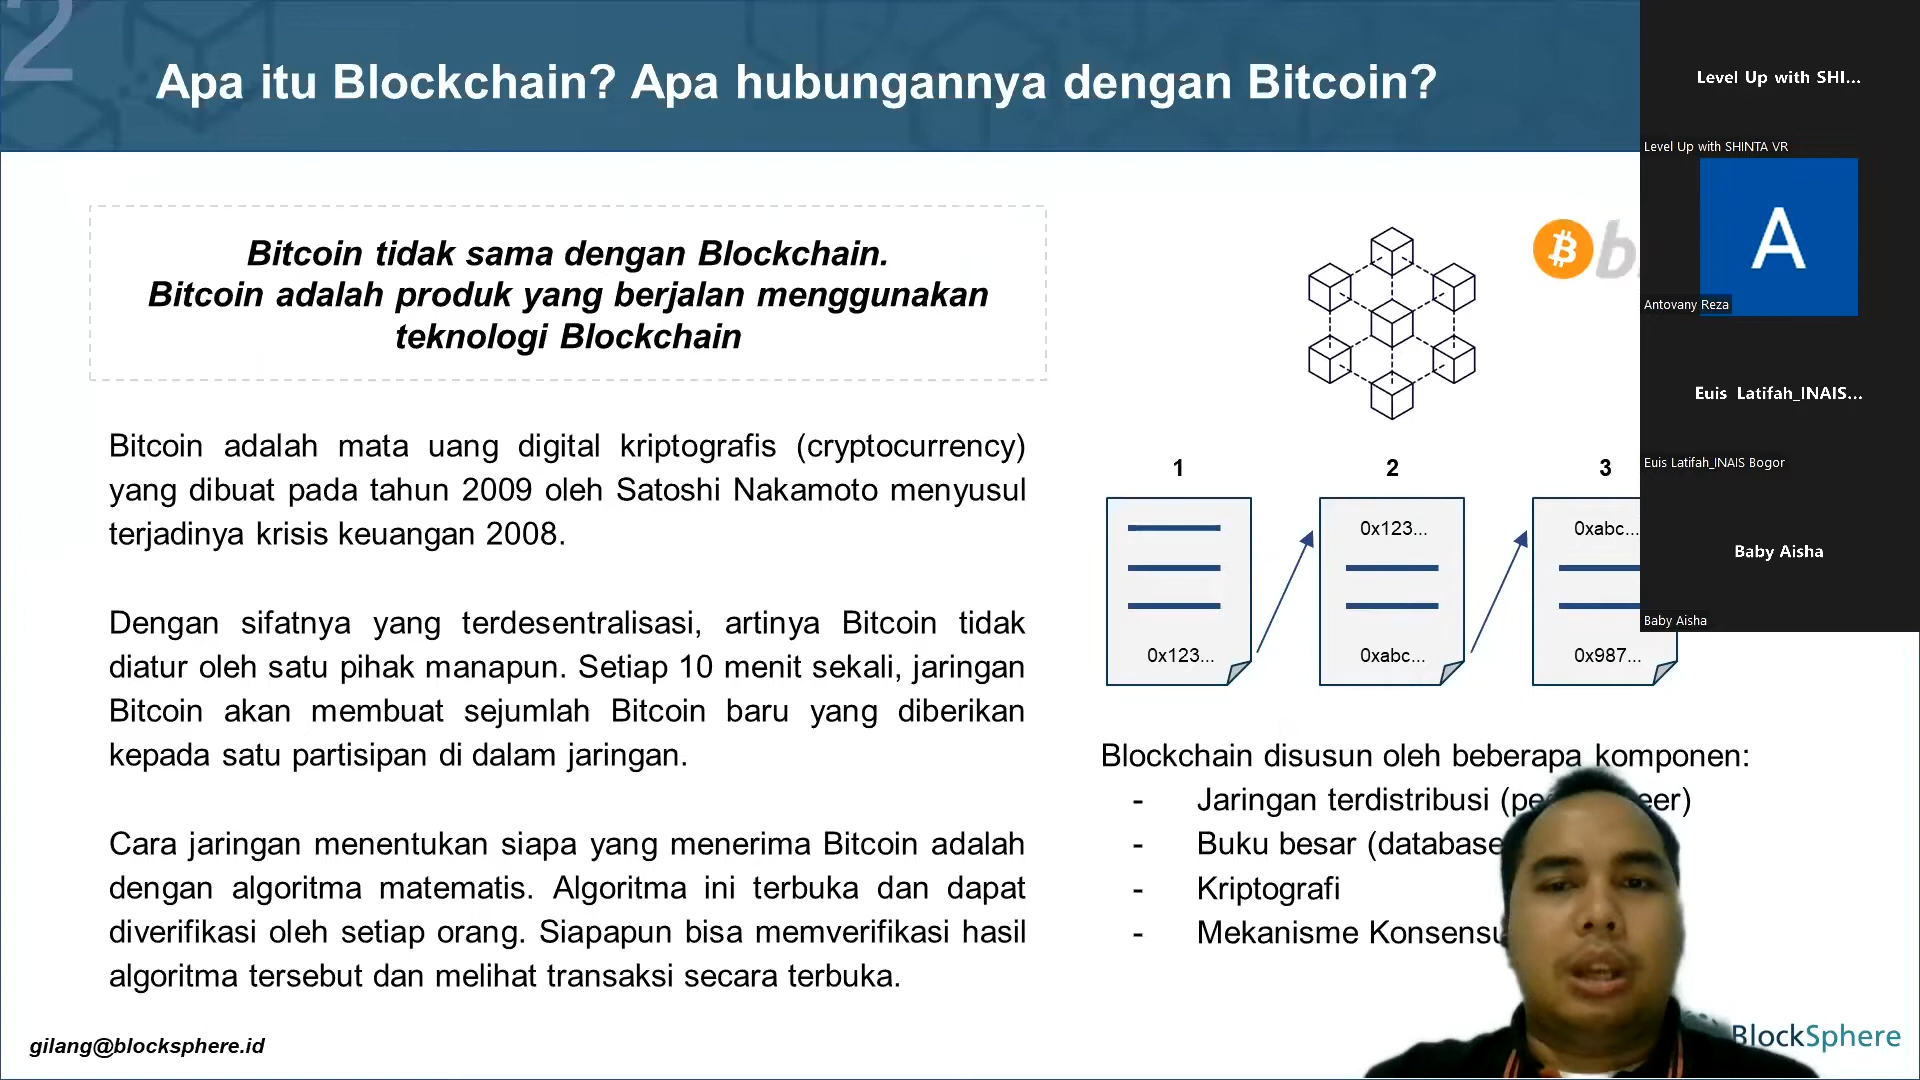 2
Apa itu Blockchain? Apa hubungannya dengan Bitcoin?
Bitcoin tidak sama dengan Blockchain.
Bitcoin adalah produk yang berjalan menggunakan
teknologi Blockchain
Bitcoin adalah mata uang digital kriptografis (cryptocurrency)
yang dibuat pada tahun 2009 oleh Satoshi Nakamoto menyusul
terjadinya krisis keuangan 2008.
Dengan sifatnya yang terdesentralisasi, artinya Bitcoin tidak
diatur oleh satu pihak manapun. Setiap 10 menit sekali, jaringan
Bitcoin akan membuat sejumlah Bitcoin baru yang diberikan
kepada satu partisipan di dalam jaringan.
Cara jaringan menentukan siapa yang menerima Bitcoin adalah
dengan algoritma matematis. Algoritma ini terbuka dan dapat
diverifikasi oleh setiap orang. Siapapun bisa memverifikasi hasil
algoritma tersebut dan melihat transaksi secara terbuka.
gilang@blocksphere.id
1 2 3
0x123... 0xabc...
0x123... 0xabc... 0x987...
Blockchain disusun oleh beberapa komponen:
- Jaringan terdistribusi
- Buku besar (database
- Kriptografi
- Mekanisme
BlockSphere
Level Up with SHI...
Level Up with SHINTA VR
A
Antovany Reza
Euis Latifah_INAIS...
Euis Latifah_INAIS Bogor
Baby Aisha
Baby Aisha